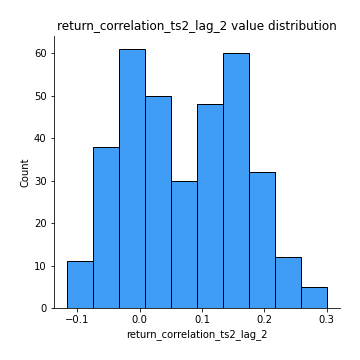 return_correlation_ts2_lag_2 value distribution
60
50
40
30
20
10
0
Count
−0.1 0.0 0.1 0.2 0.3
return_correlation_ts2_lag_2